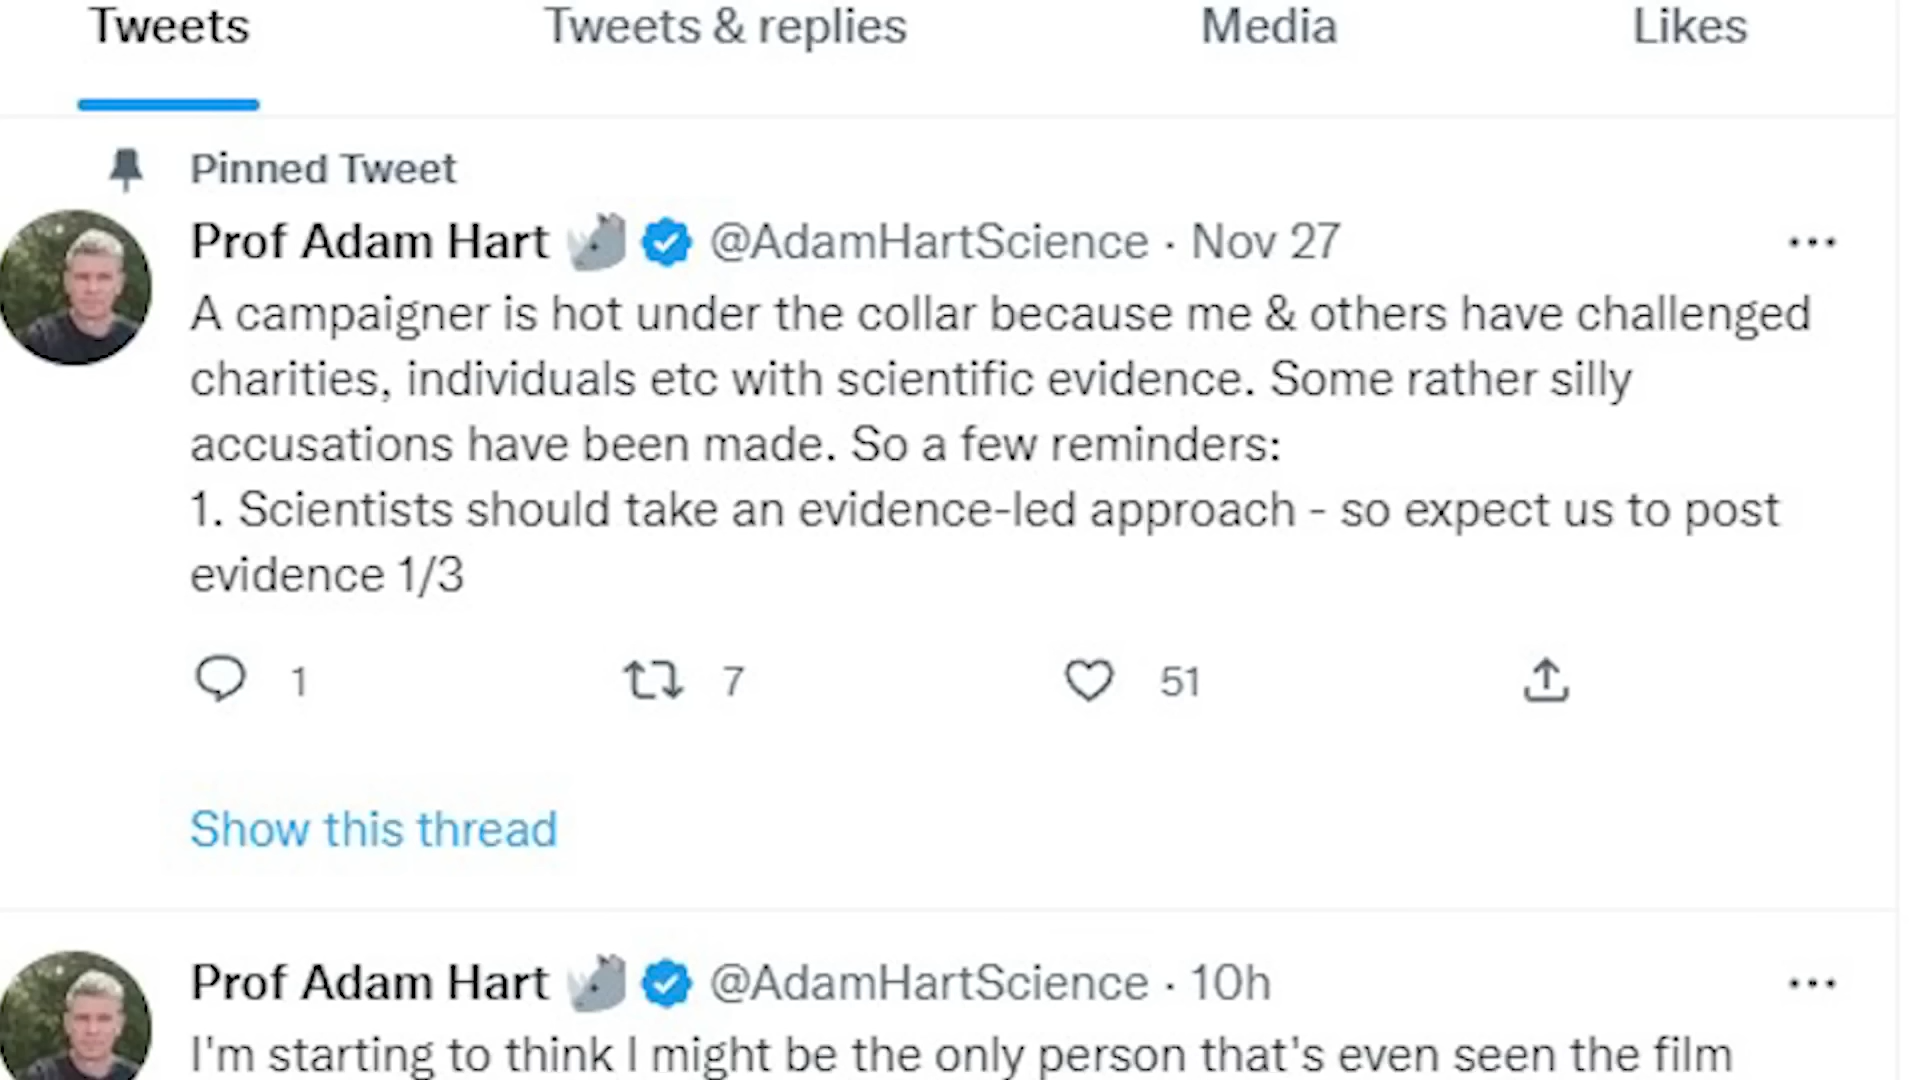 Tweets Tweets & replies Media Likes
Pinned Tweet
Prof Adam Hart @AdamHartScience · Nov 27
A campaigner is hot under the collar because me & others have challenged
charities, individuals etc with scientific evidence. Some rather silly
accusations have been made. So a few reminders:
1. Scientists should take an evidence-led approach - so expect us to post
evidence 1/3
1 7 51
Show this thread
Prof Adam Hart @AdamHartScience · 10h
I'm starting to think I might be the only person that's even seen the film